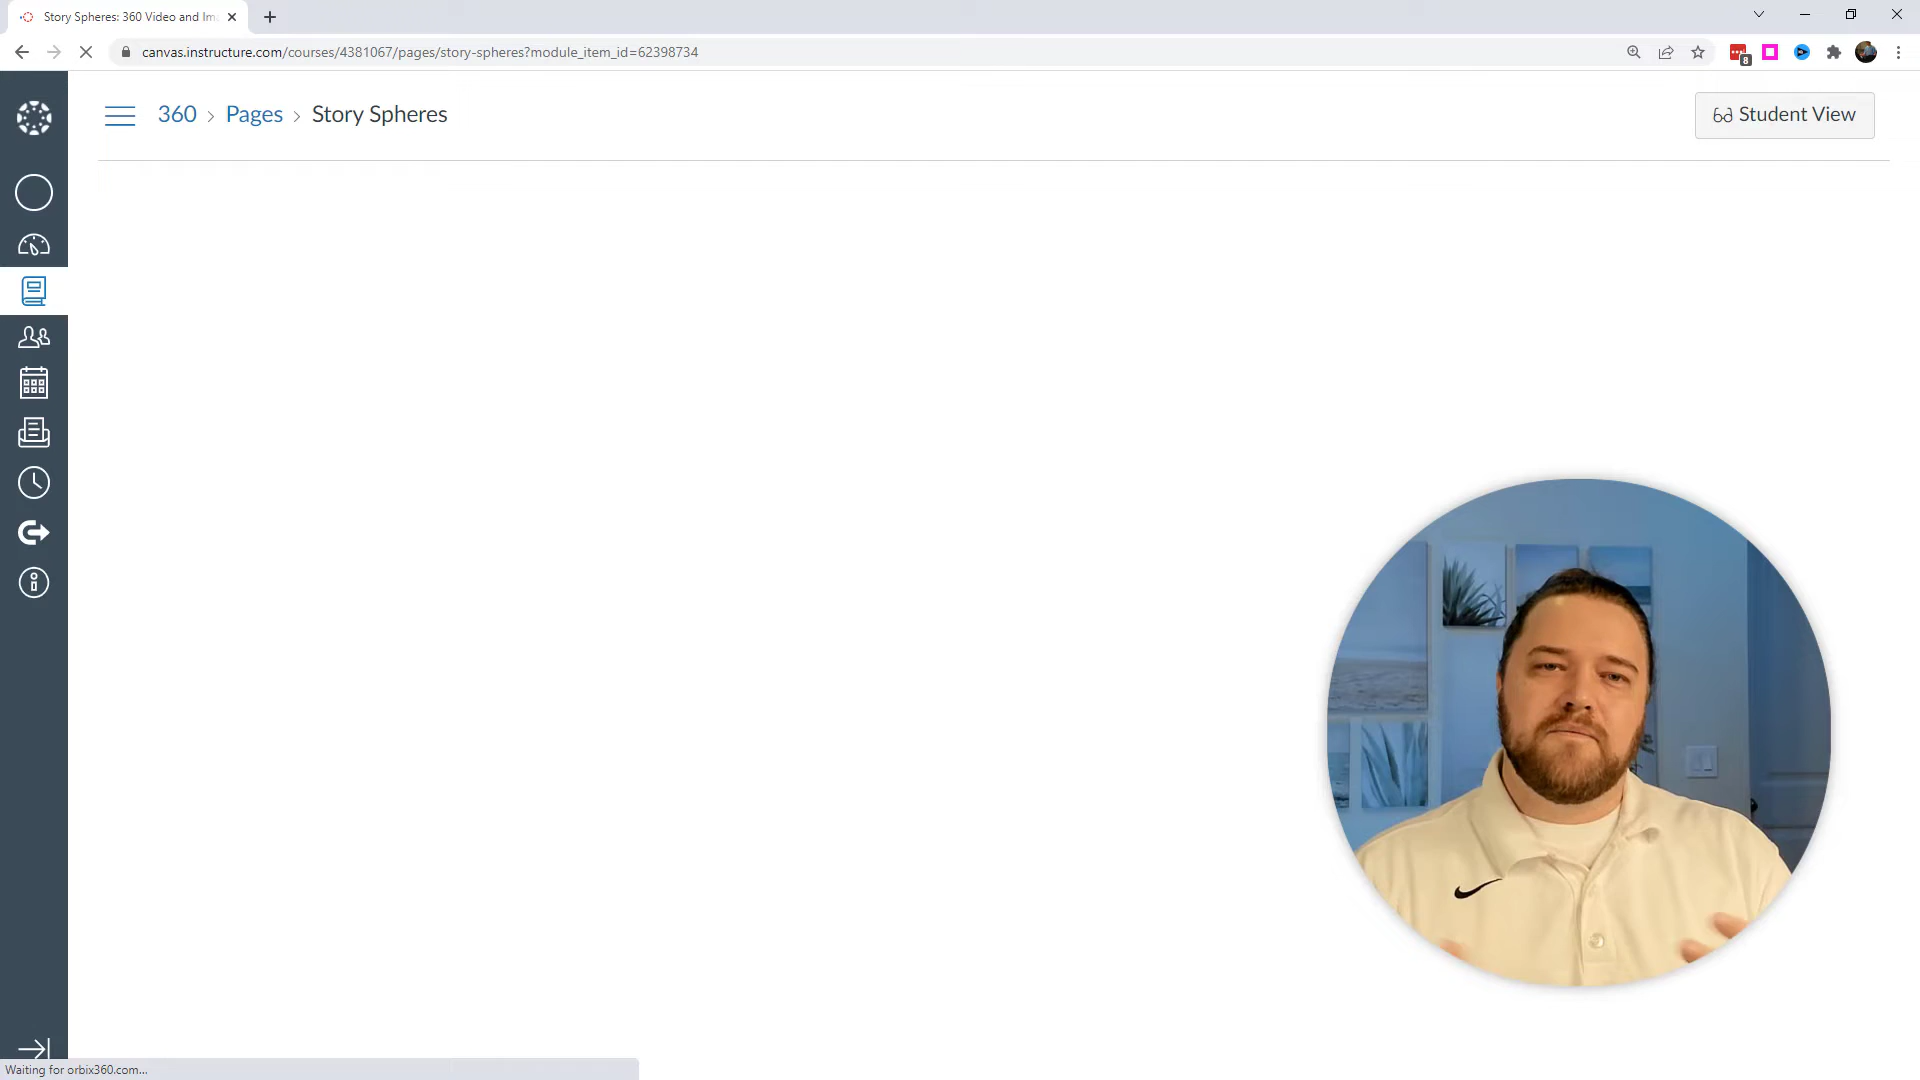 Story Spheres: 360 Video and Im
canvas.instructure.com/courses/4381067/pages/story-spheres?module_item_id=62398734
8
360 > Pages > Story Spheres
Student View
Waiting for orbix360.com...